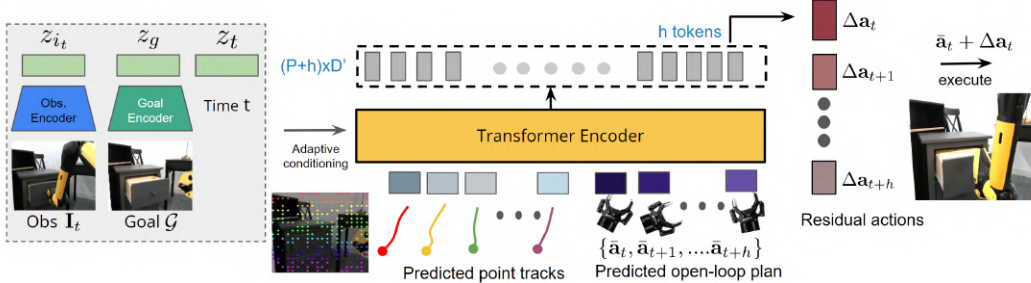 z_{i_t} z_g z_t
Obs. Encoder
Goal Encoder
Time t
Obs I_t Goal 𝒢
Adaptive conditioning
(P+h)xD'
h tokens
Transformer Encoder
Predicted point tracks
{ā_t, ā_{t+1}, ....ā_{t+h}}
Predicted open-loop plan
Δa_t
Δa_{t+1}
Δa_{t+h}
Residual actions
ā_t + Δa_t
execute